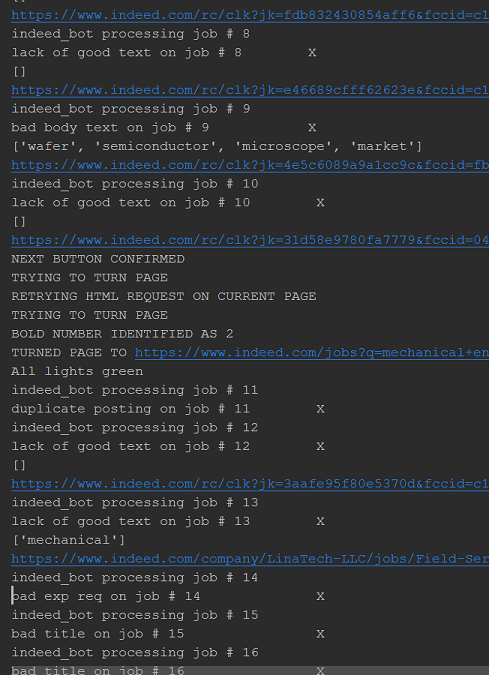 https://www.indeed.com/rc/clk?jk=fdb832430854aff6&fccid=c1
indeed_bot processing job # 8
lack of good text on job # 8 X
[]
https://www.indeed.com/rc/clk?jk=e46689cfff62623e&fccid=c1
indeed_bot processing job # 9
bad body text on job # 9 X
['wafer', 'semiconductor', 'microscope', 'market']
https://www.indeed.com/rc/clk?jk=4e5c6089a9a1cc9c&fccid=fb
indeed_bot processing job # 10
lack of good text on job # 10 X
[]
https://www.indeed.com/rc/clk?jk=31d58e9780fa7779&fccid=04
NEXT BUTTON CONFIRMED
TRYING TO TURN PAGE
RETRYING HTML REQUEST ON CURRENT PAGE
TRYING TO TURN PAGE
BOLD NUMBER IDENTIFIED AS 2
TURNED PAGE TO https://www.indeed.com/jobs?q=mechanical+en
All lights green
indeed_bot processing job # 11
duplicate posting on job # 11 X
indeed_bot processing job # 12
lack of good text on job # 12 X
[]
https://www.indeed.com/rc/clk?jk=3aafe95f80e5370d&fccid=c1
indeed_bot processing job # 13
lack of good text on job # 13 X
['mechanical']
https://www.indeed.com/company/LinaTech-LLC/jobs/Field-Ser
indeed_bot processing job # 14
bad exp req on job # 14 X
indeed_bot processing job # 15
bad title on job # 15 X
indeed_bot processing job # 16
bad title on job # 16 X